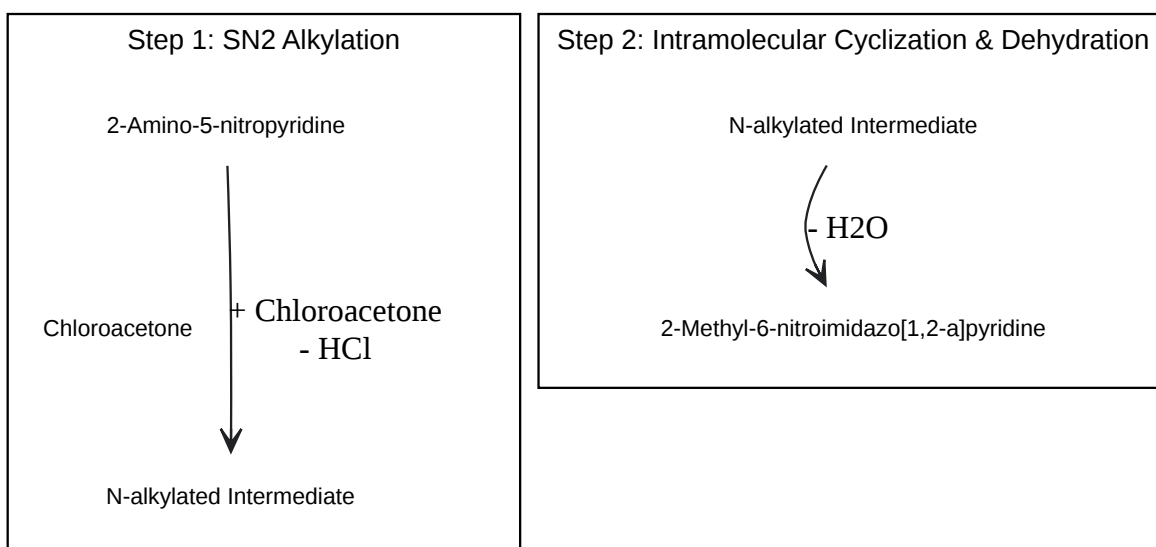 Step 1: SN2 Alkylation
2-Amino-5-nitropyridine
Chloroacetone
+ Chloroacetone
- HCl
N-alkylated Intermediate
Step 2: Intramolecular Cyclization & Dehydration
N-alkylated Intermediate
- H2O
2-Methyl-6-nitroimidazo[1,2-a]pyridine